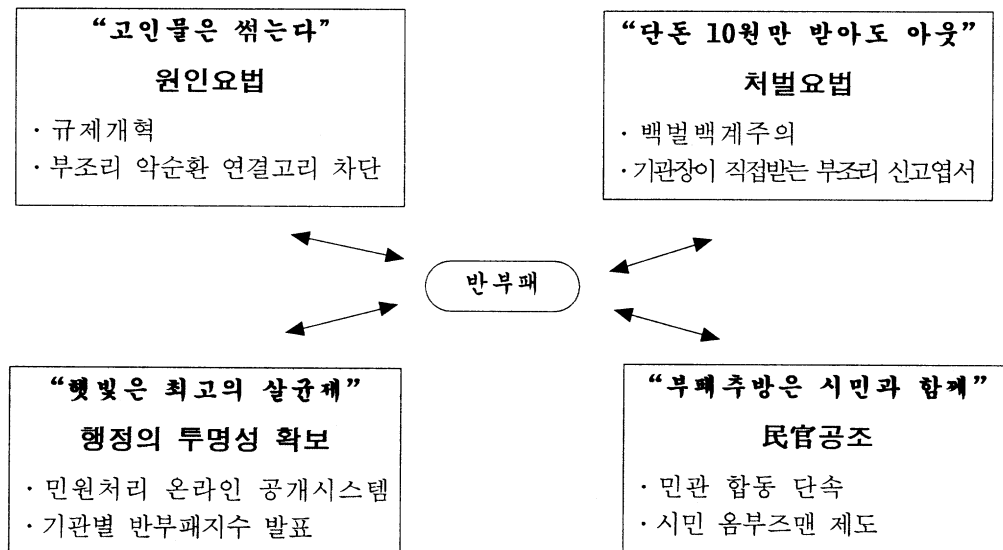 “고인물은 썩는다”
원인요법
· 규제개혁
· 부조리 악순환 연결고리 차단
“단돈 10원만 받아도 아웃”
처벌요법
· 백벌백계주의
· 기관장이 직접받는 부조리 신고엽서
반부패
“햇빛은 최고의 살균제”
행정의 투명성 확보
· 민원처리 온라인 공개시스템
· 기관별 반부패지수 발표
“부패추방은 시민과 함께”
民官공조
· 민관 합동 단속
· 시민 옴부즈맨 제도